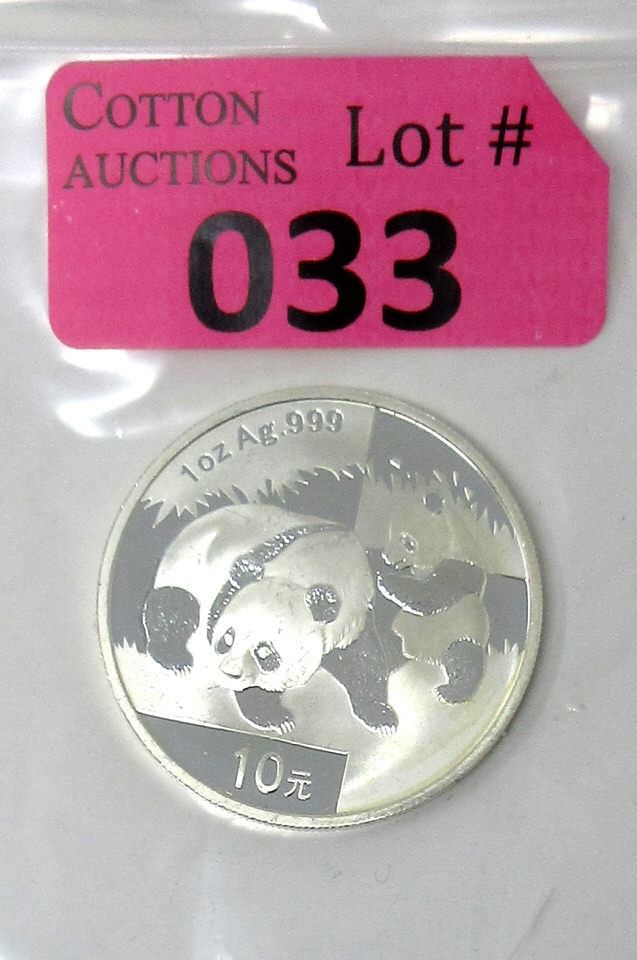 COTTON
AUCTIONS
Lot #
033
1oz Ag.999
10元